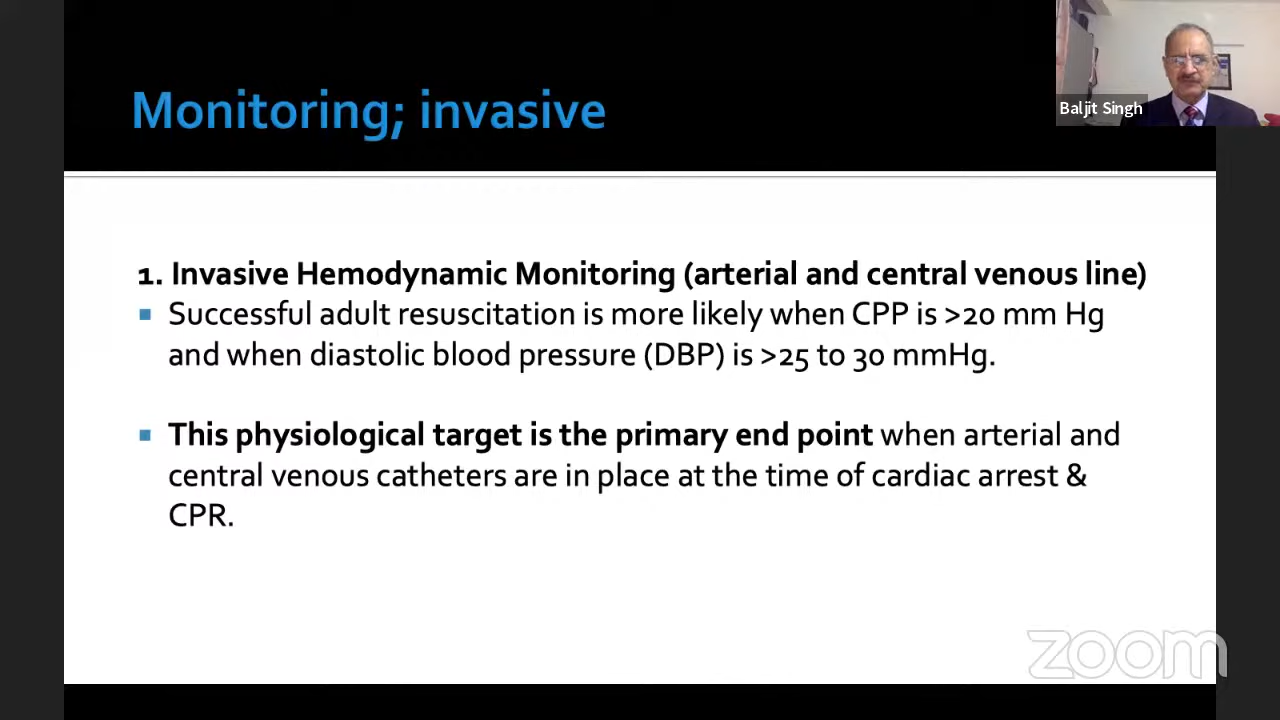 Monitoring; invasive
Baljit Singh
1. Invasive Hemodynamic Monitoring (arterial and central venous line)
Successful adult resuscitation is more likely when CPP is >20 mm Hg
and when diastolic blood pressure (DBP) is >25 to 30 mmHg.
This physiological target is the primary end point when arterial and
central venous catheters are in place at the time of cardiac arrest &
CPR.
zoom